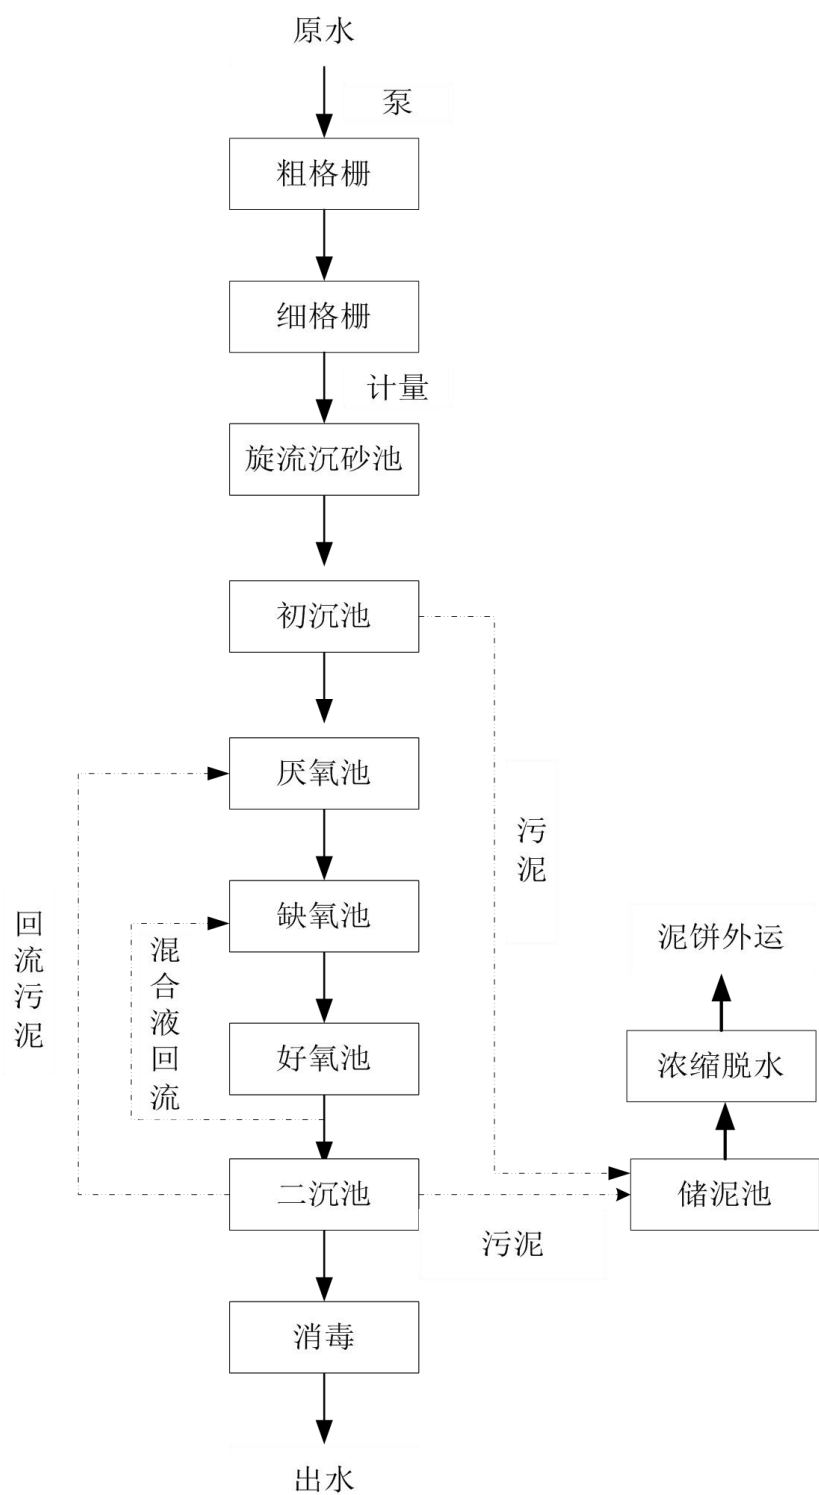 原水
泵
粗格栅
细格栅
计量
旋流沉砂池
初沉池
厌氧池
污泥
缺氧池
回流污泥
混合液回流
泥饼外运
好氧池
浓缩脱水
二沉池
储泥池
污泥
消毒
出水